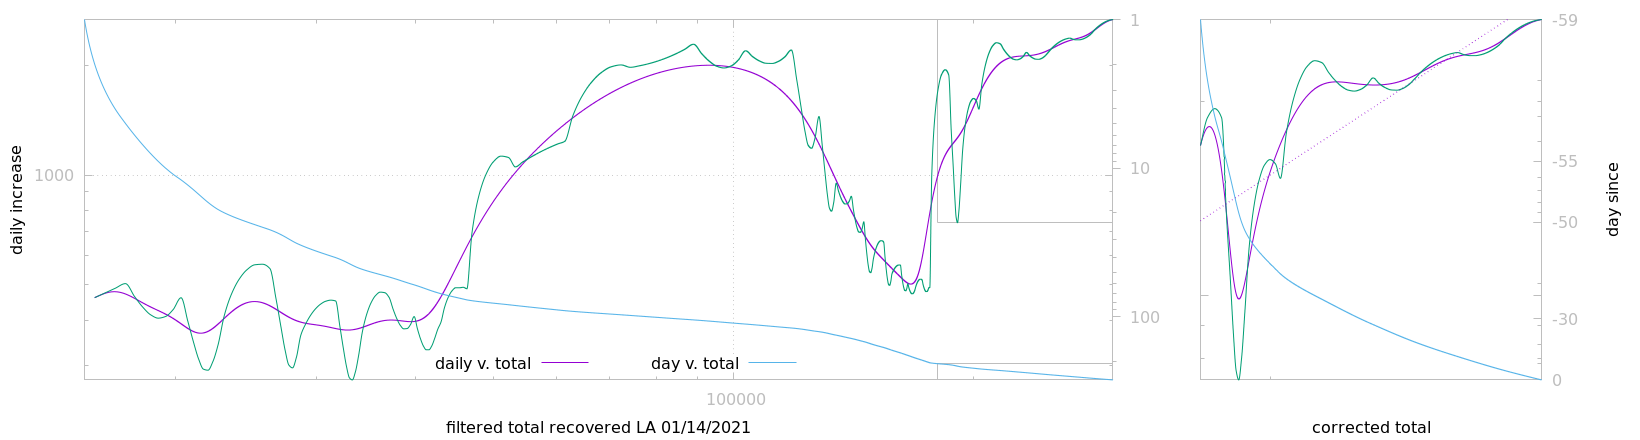 daily increase
1000
daily v. total
day v. total
100000
filtered total recovered LA 01/14/2021
1
10
100
-59
-55
-50
-30
0
day since
corrected total